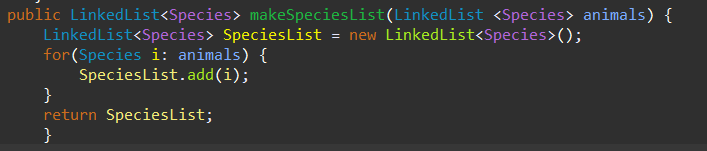 public LinkedList<Species> makeSpeciesList(LinkedList <Species> animals) {
LinkedList<Species> SpeciesList = new LinkedList<Species>();
for(Species i: animals) {
SpeciesList.add(i);
}
return SpeciesList;
}